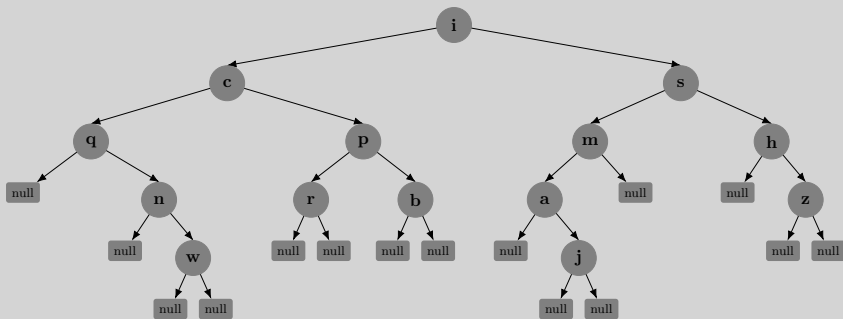 i
c s
q p m h
null n r b a null null z
null w null null null null null j null null
null null null null